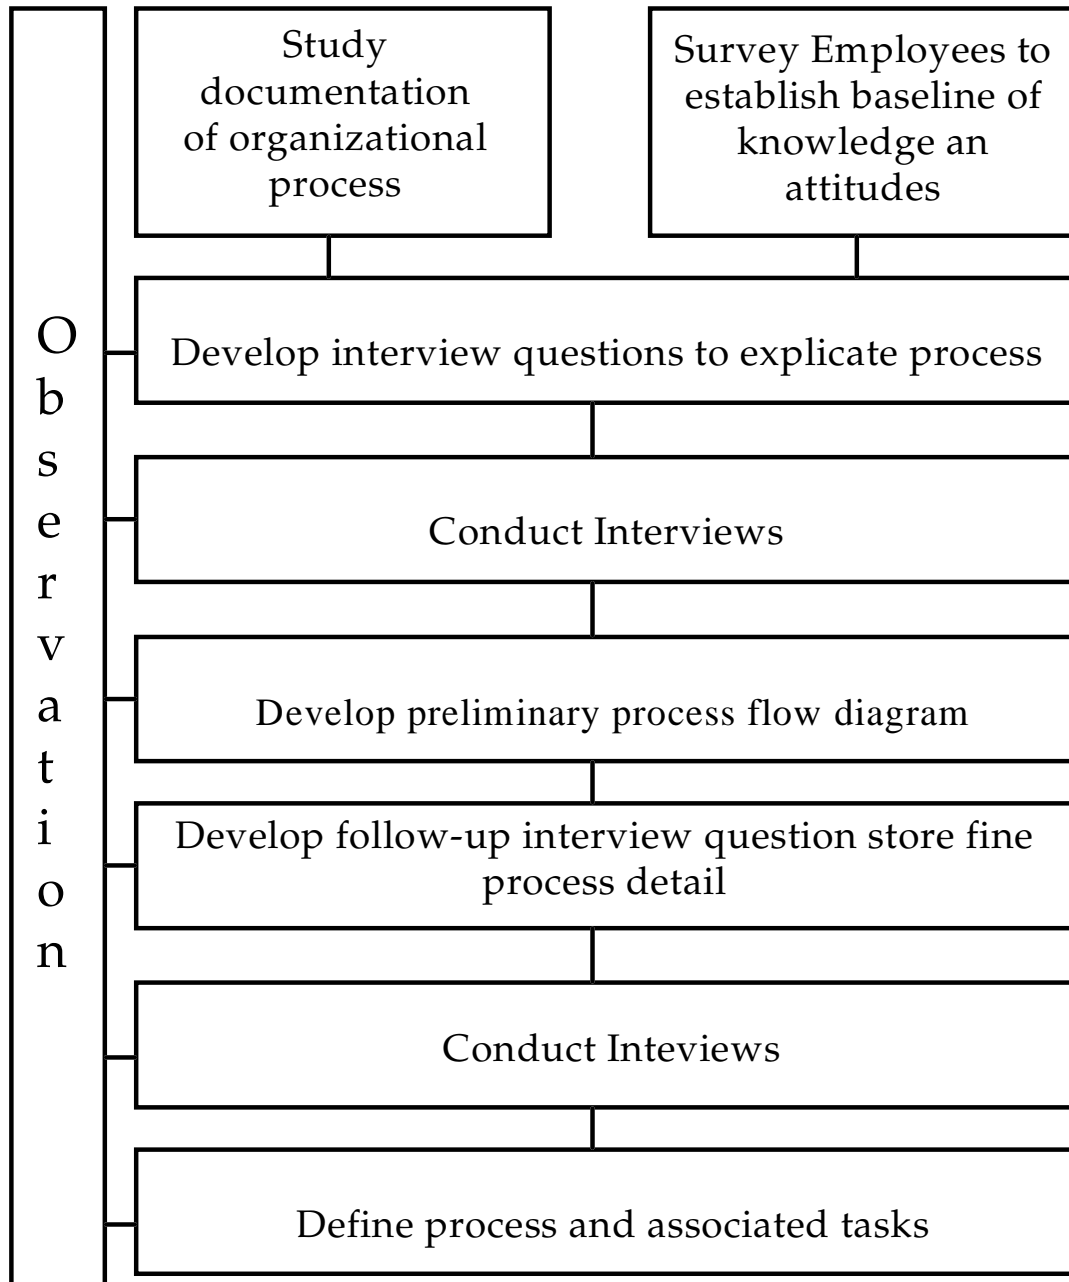 Observation
Study
documentation
of organizational
process
Survey Employees to
establish baseline of
knowledge an
attitudes
Develop interview questions to explicate process
Conduct Interviews
Develop preliminary process flow diagram
Develop follow-up interview question store fine
process detail
Conduct Inteviews
Define process and associated tasks